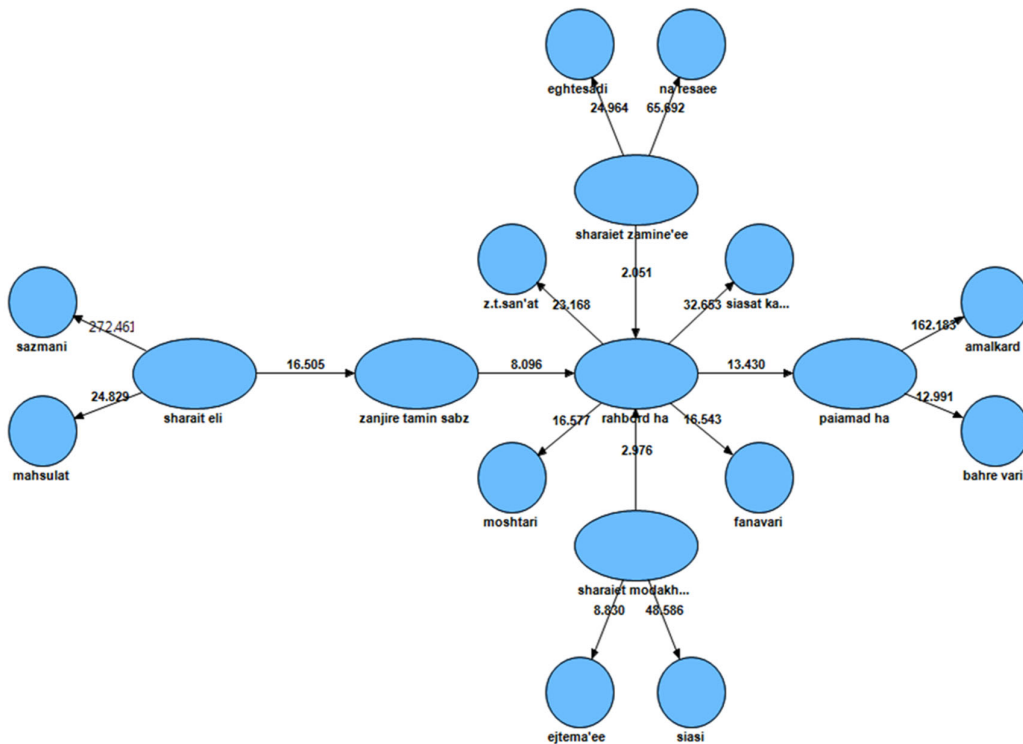 eghtesadi
na resaee
24.964
65.692
sharaiet zamine'ee
2.051
z.t.san'at
siasat ka...
23.168
32.653
sazmani
272.461
amalkard
162.183
16.505
8.096
13.430
sharait eli
zanjire tamin sabz
rahbord ha
paiamad ha
24.829
12.991
mahsulat
bahre vari
16.577
16.543
2.976
moshtari
fanavari
sharaiet modakh...
8.830
48.586
ejtema'ee
siasi